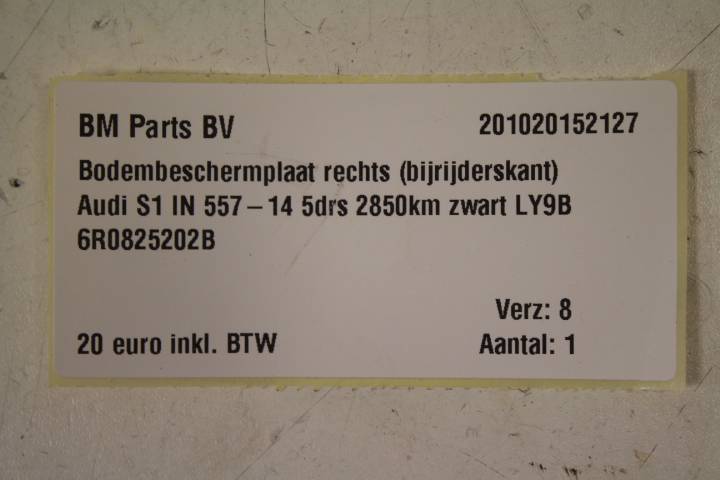 BM Parts BV 201020152127
Bodembeschermplaat rechts (bijrijderskant)
Audi S1 IN 557 – 14 5drs 2850km zwart LY9B
6R0825202B
Verz: 8
20 euro inkl. BTW Aantal: 1